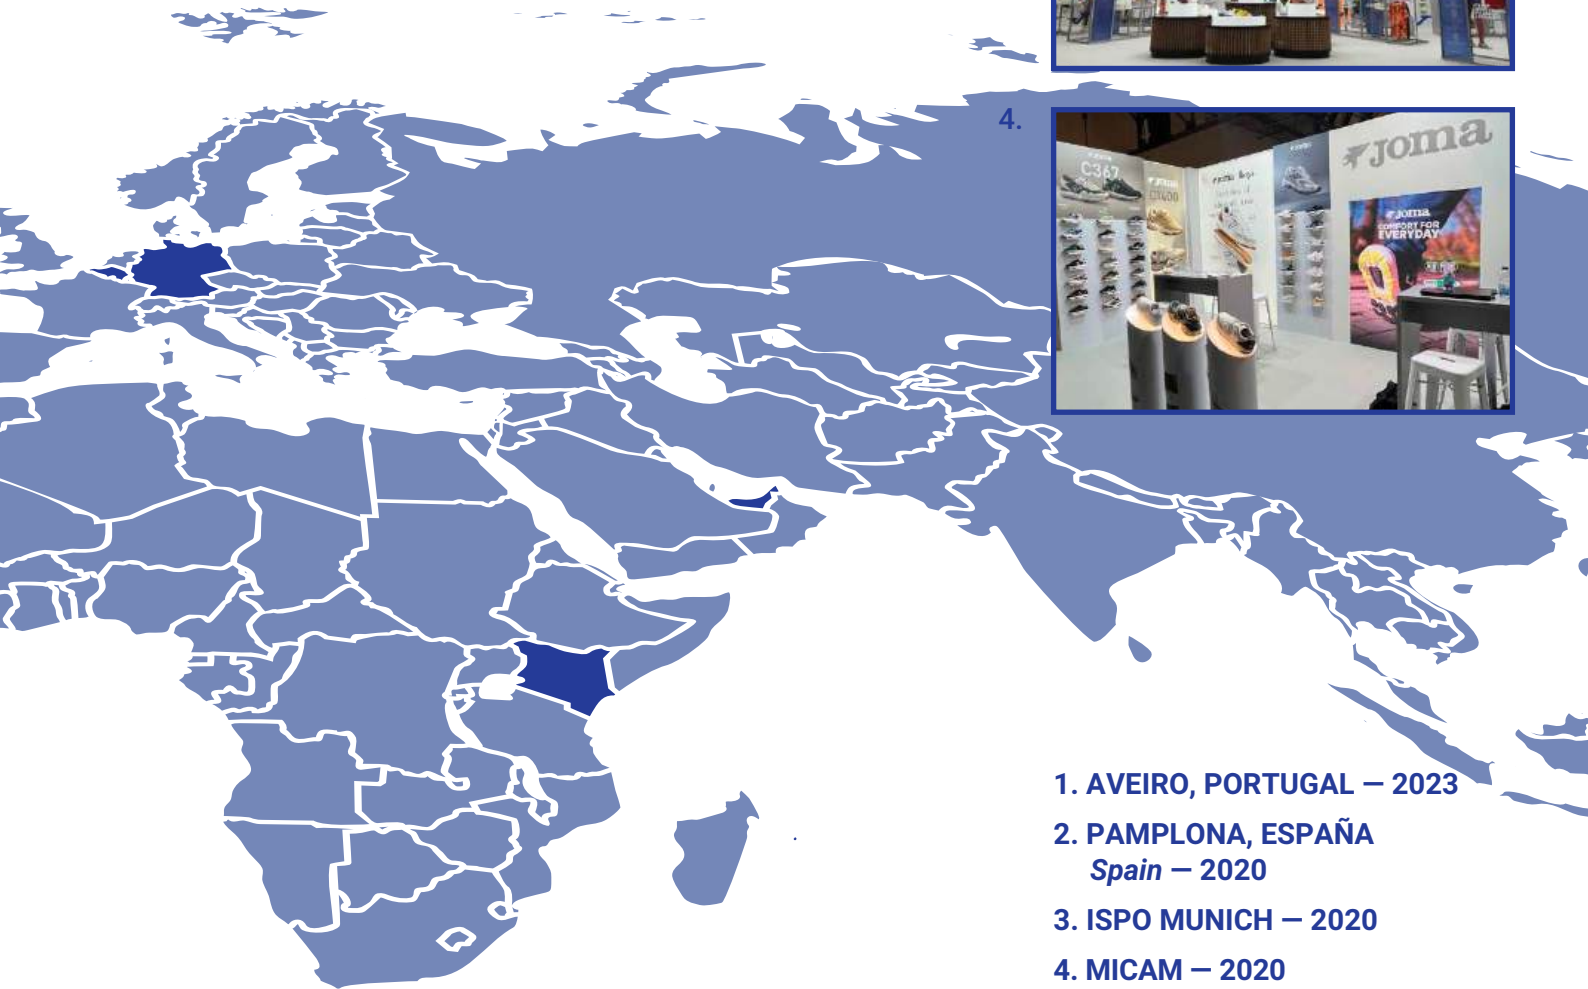 4.
Joma
C367
Joma
COMFORT FOR
EVERYDAY
1. AVEIRO, PORTUGAL — 2023
2. PAMPLONA, ESPAÑA
Spain — 2020
3. ISPO MUNICH — 2020
4. MICAM — 2020